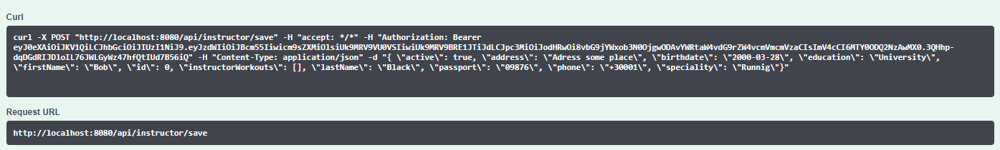 Curl
curl -X POST "http://localhost:8080/api/instructor/save" -H "accept: */*" -H "Authorization: Bearer
eyJ0eXAiOiJKV1QiLCJhbGciOiJIUzI1NiJ9.eyJzdWIiOiJBcm55Iiwicm9sZXMiOlsiUk9MRV9VU0VSIiwiUk9MRV9BRE1JTiJdLCJpc3MiOiJodHRwOi8vbG9jYWxob3N0OjgwODAvYWRtaW4vdG9rZW4vcmVmcmVzaCIsImV4cCI6MTY0ODQ2NzAwMX0.3QHhp-
dqDGdRIJDloIL76JWLGyWz47hfQtIUd7B56iQ" -H "Content-Type: application/json" -d "{ \"active\": true, \"address\": \"Adress some place\", \"birthdate\": \"2000-03-28\", \"education\": \"University\",
\"firstName\": \"Bob\", \"id\": 0, \"instructorWorkouts\": [], \"lastName\": \"Black\", \"passport\": \"09876\", \"phone\": \"+30001\", \"speciality\": \"Runnig\"}"
Request URL
http://localhost:8080/api/instructor/save